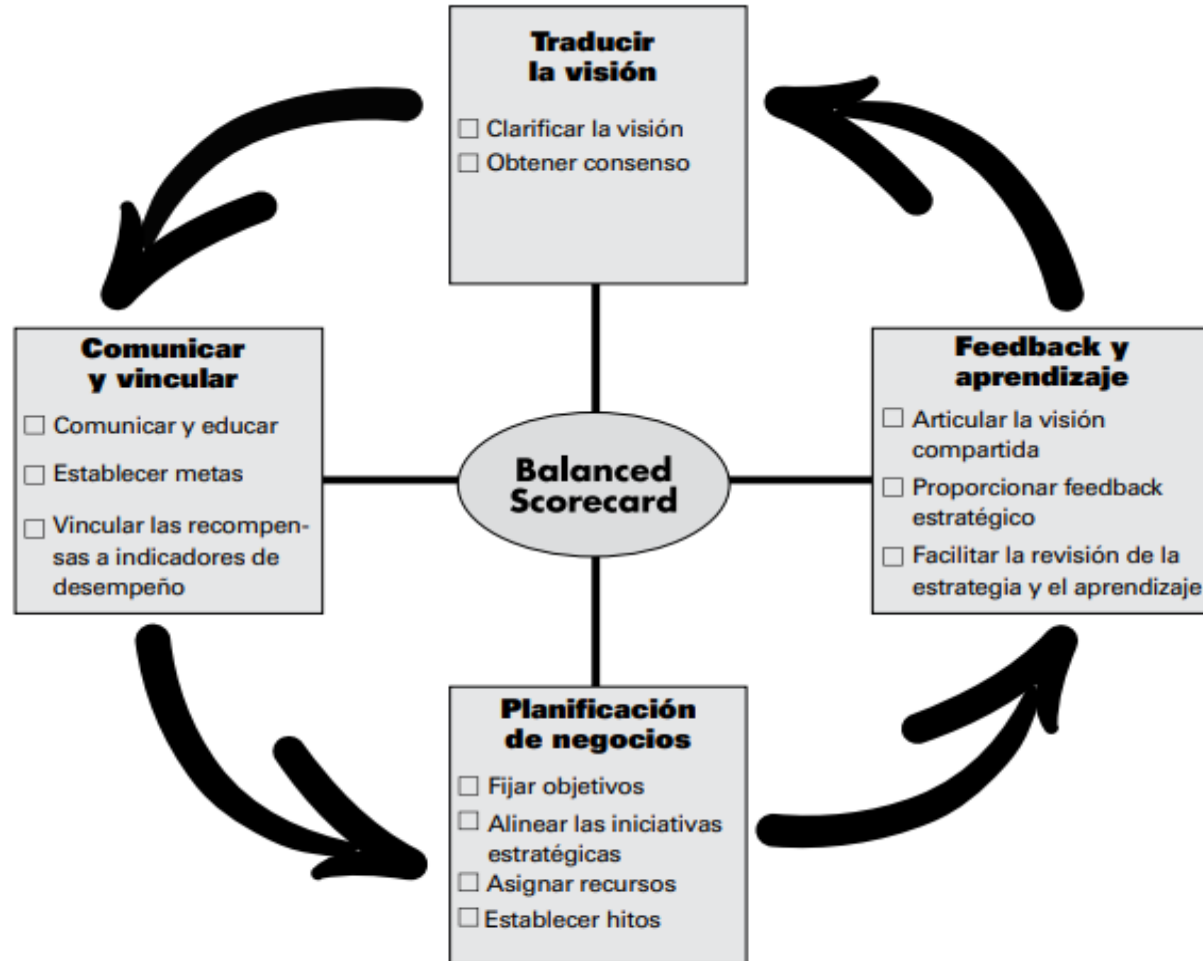 Traducir
la visión
☐ Clarificar la visión
☐ Obtener consenso
Comunicar
y vincular
☐ Comunicar y educar
☐ Establecer metas
☐ Vincular las recompen-
sas a indicadores de
desempeño
Balanced
Scorecard
Feedback y
aprendizaje
☐ Articular la visión
compartida
☐ Proporcionar feedback
estratégico
☐ Facilitar la revisión de la
estrategia y el aprendizaje
Planificación
de negocios
☐ Fijar objetivos
☐ Alinear las iniciativas
estratégicas
☐ Asignar recursos
☐ Establecer hitos